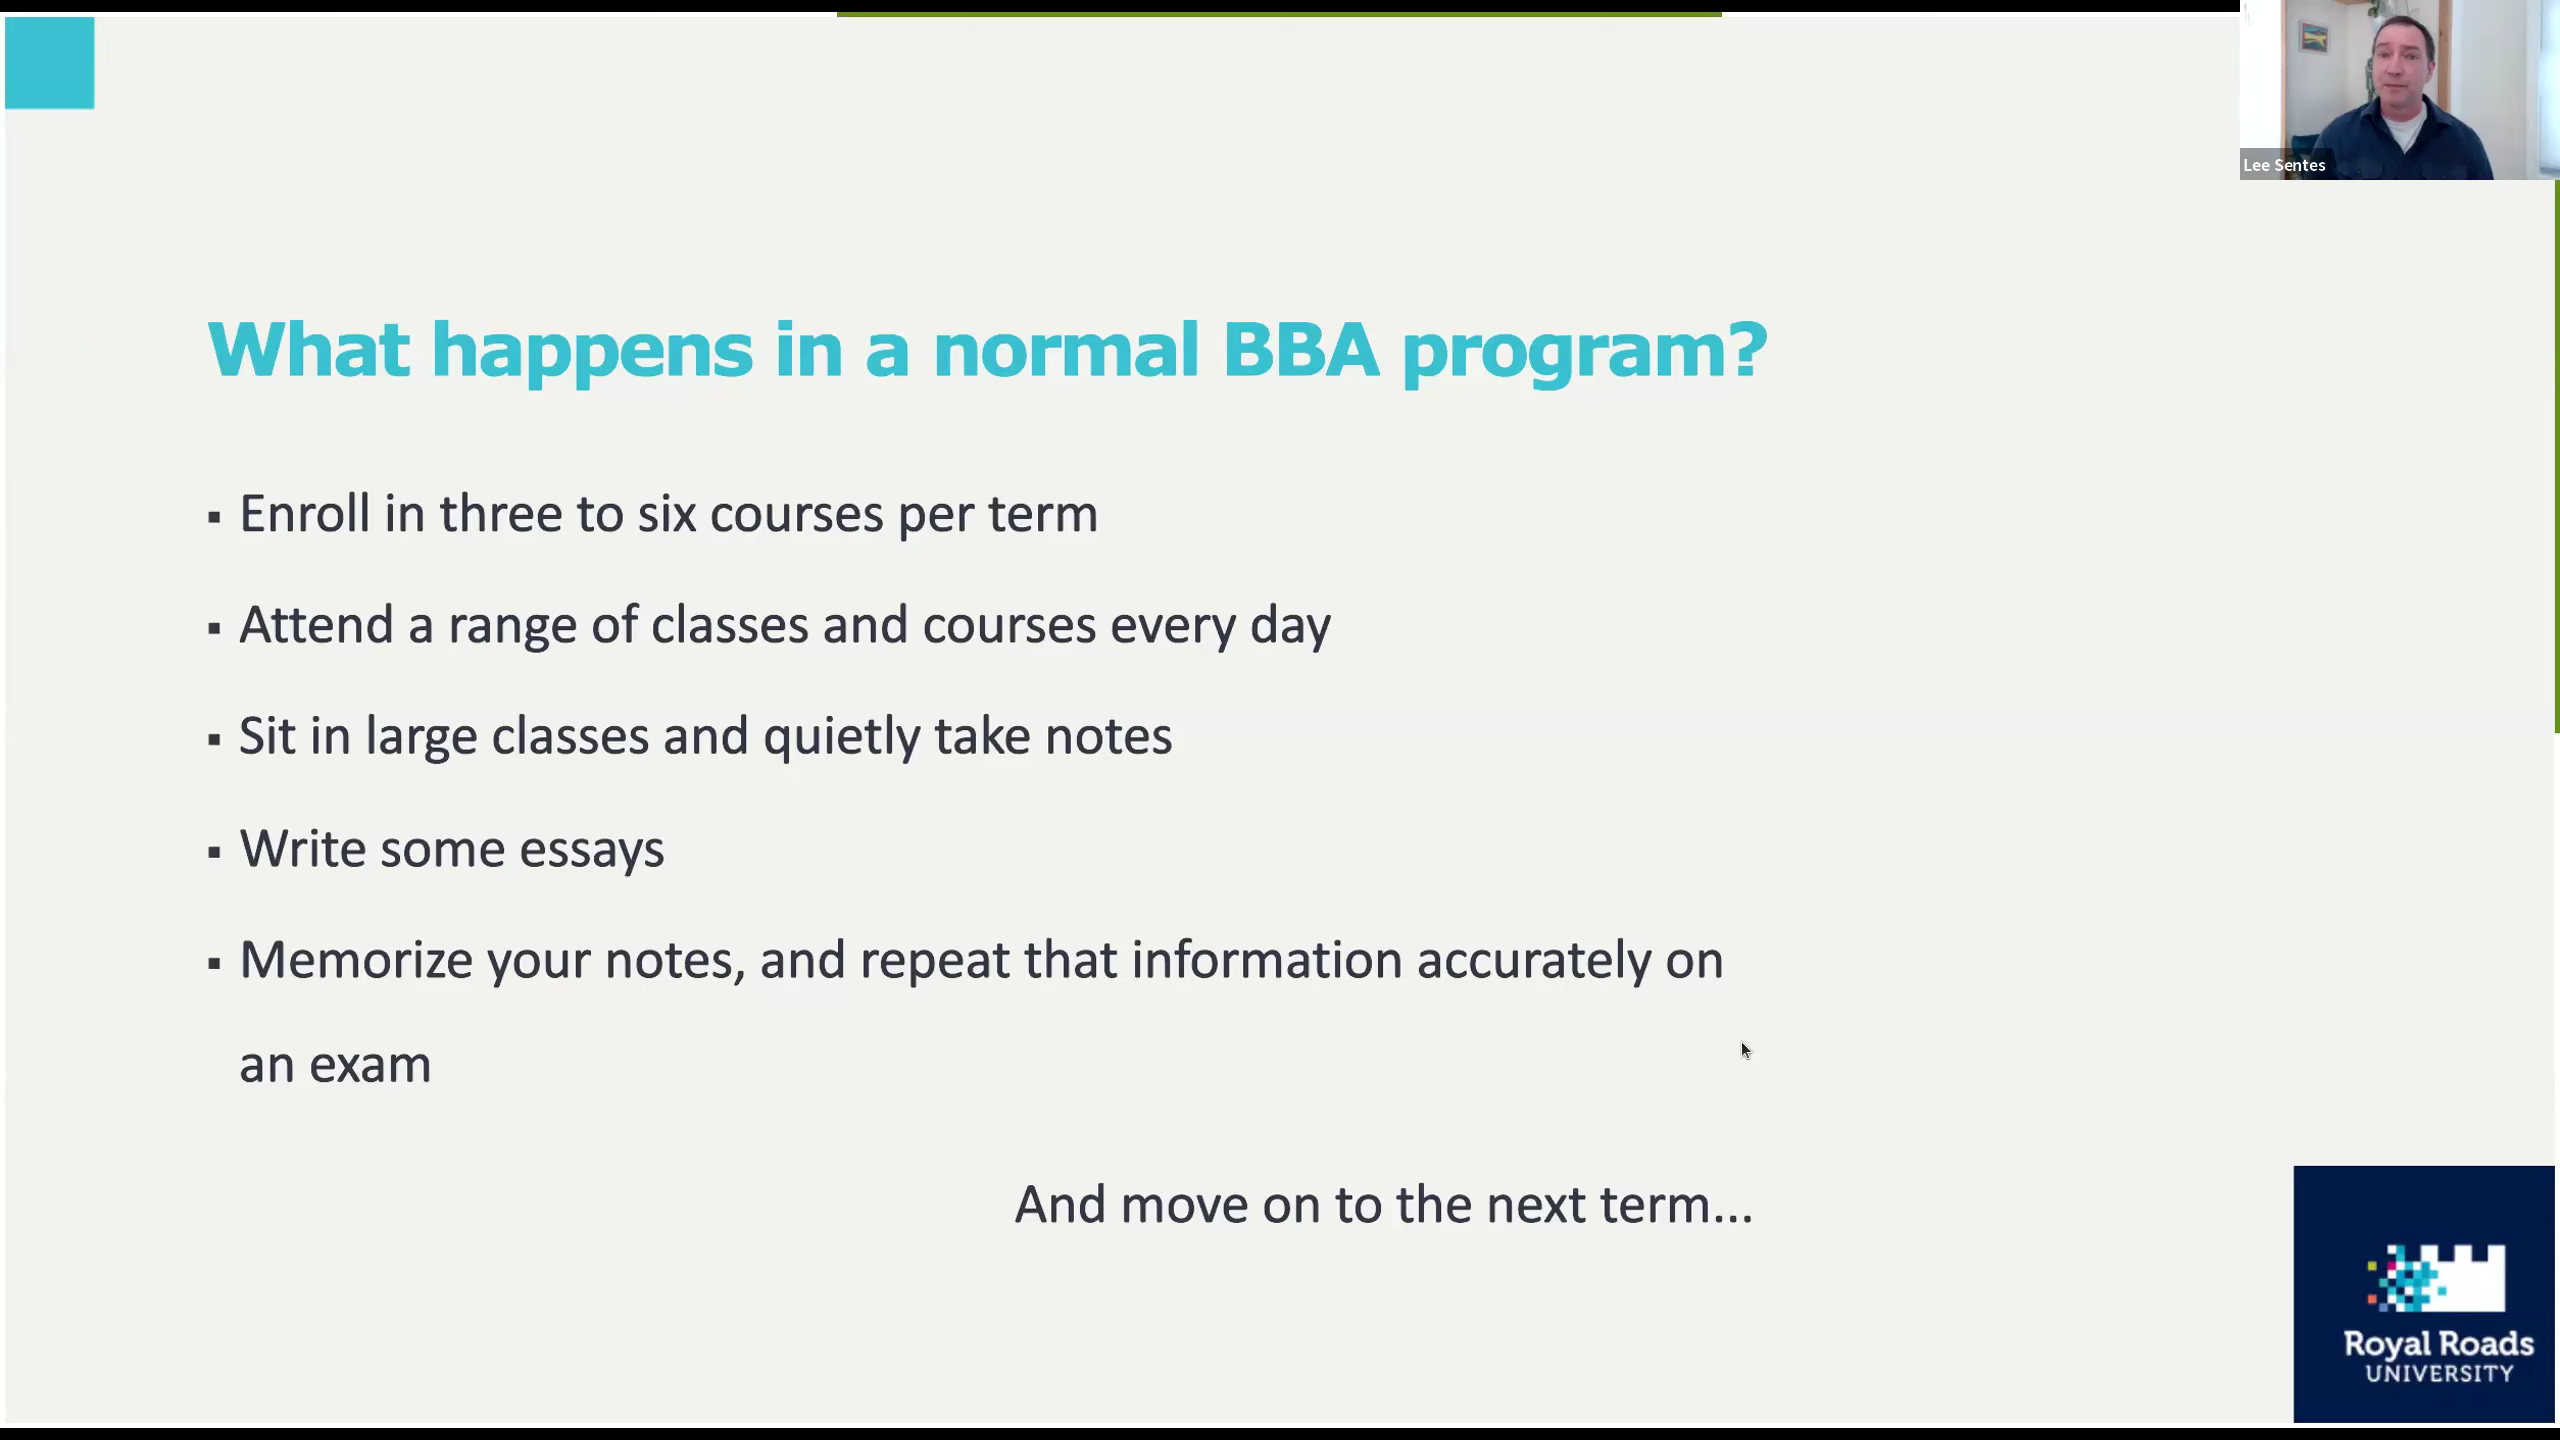 Lee Sentes
What happens in a normal BBA program?
▪ Enroll in three to six courses per term
▪ Attend a range of classes and courses every day
▪ Sit in large classes and quietly take notes
▪ Write some essays
▪ Memorize your notes, and repeat that information accurately on
an exam
And move on to the next term...
Royal Roads
UNIVERSITY